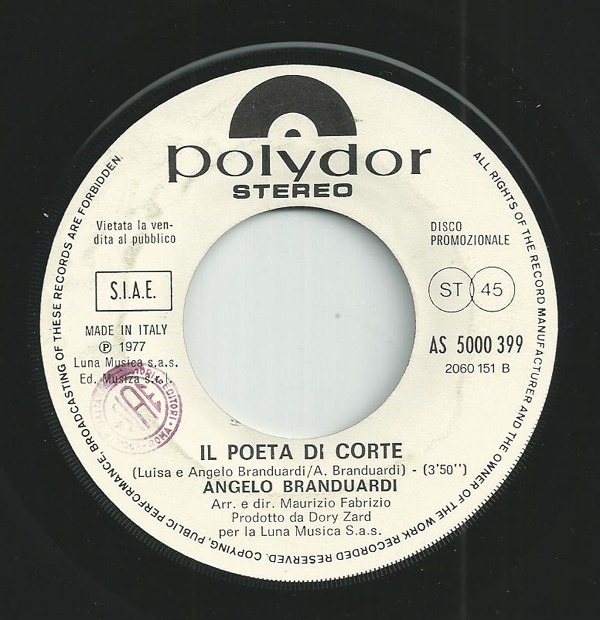 polydor
STEREO
ALL RIGHTS OF THE RECORD MANUFACTURER AND THE OWNER OF THE WORK RECORDED RESERVED. COPYING, PUBLIC PERFORMANCE, BROADCASTING OF THESE RECORDS ARE FORBIDDEN.
Vietata la ven-
dita al pubblico
DISCO
PROMOZIONALE
S.I.A.E.
ST 45
MADE IN ITALY
℗ 1977
Luna Musica s.a.s.
Ed. Musiza s.r.l.
AS 5000 399
2060 151 B
IL POETA DI CORTE
(Luisa e Angelo Branduardi/A. Branduardi) - (3'50'')
ANGELO BRANDUARDI
Arr. e dir. Maurizio Fabrizio
Prodotto da Dory Zard
per la Luna Musica S.a.s.